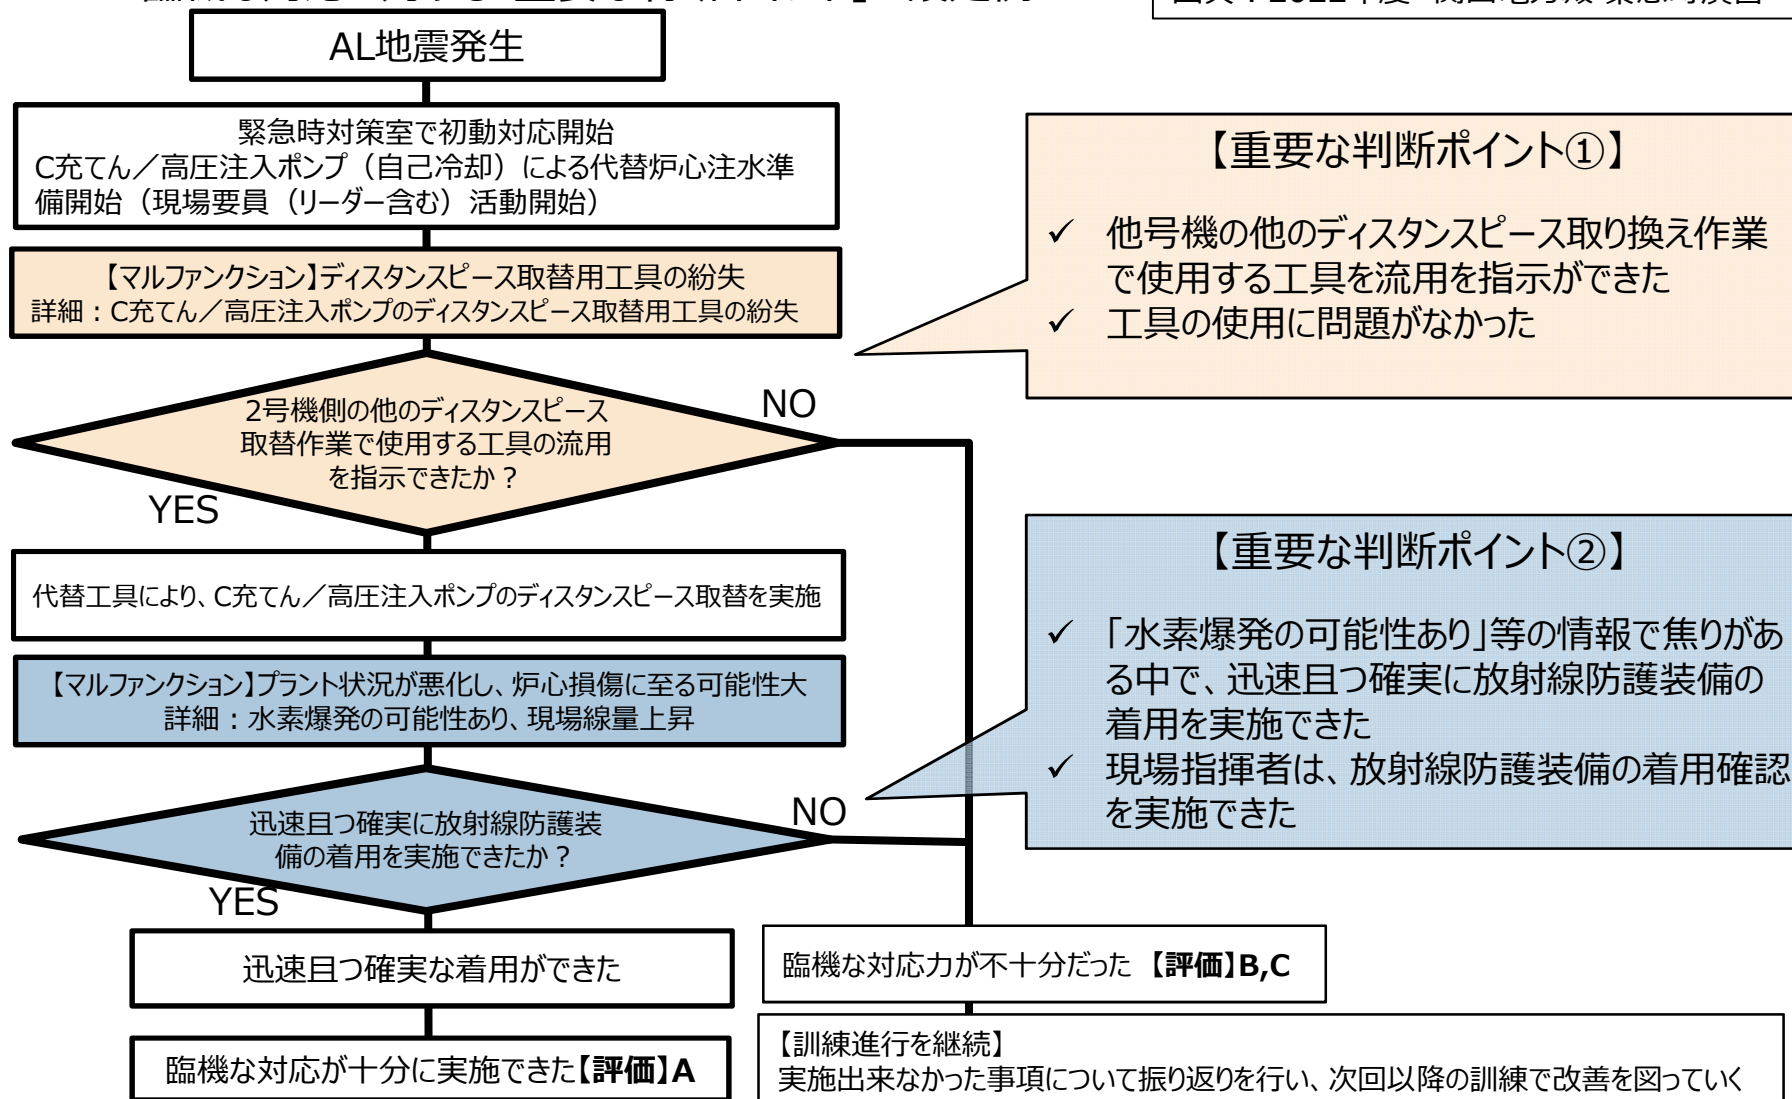 AL地震発生
緊急時対策室で初動対応開始
C充てん／高圧注入ポンプ（自己冷却）による代替炉心注水準
備開始（現場要員（リーダー含む）活動開始）
【マルファンクション】ディスタンスピース取替用工具の紛失
詳細：C充てん／高圧注入ポンプのディスタンスピース取替用工具の紛失
2号機側の他のディスタンスピース
取替作業で使用する工具の流用
を指示できたか？
NO
YES
代替工具により、C充てん／高圧注入ポンプのディスタンスピース取替を実施
【マルファンクション】プラント状況が悪化し、炉心損傷に至る可能性大
詳細：水素爆発の可能性あり、現場線量上昇
迅速且つ確実に放射線防護装
備の着用を実施できたか？
NO
YES
迅速且つ確実な着用ができた
臨機な対応が十分に実施できた【評価】A
【重要な判断ポイント①】
✓ 他号機の他のディスタンスピース取り換え作業
で使用する工具を流用を指示ができた
✓ 工具の使用に問題がなかった
【重要な判断ポイント②】
✓ 「水素爆発の可能性あり」等の情報で焦りがあ
る中で、迅速且つ確実に放射線防護装備の
着用を実施できた
✓ 現場指揮者は、放射線防護装備の着用確認
を実施できた
臨機な対応力が不十分だった 【評価】B,C
【訓練進行を継続】
実施出来なかった事項について振り返りを行い、次回以降の訓練で改善を図っていく